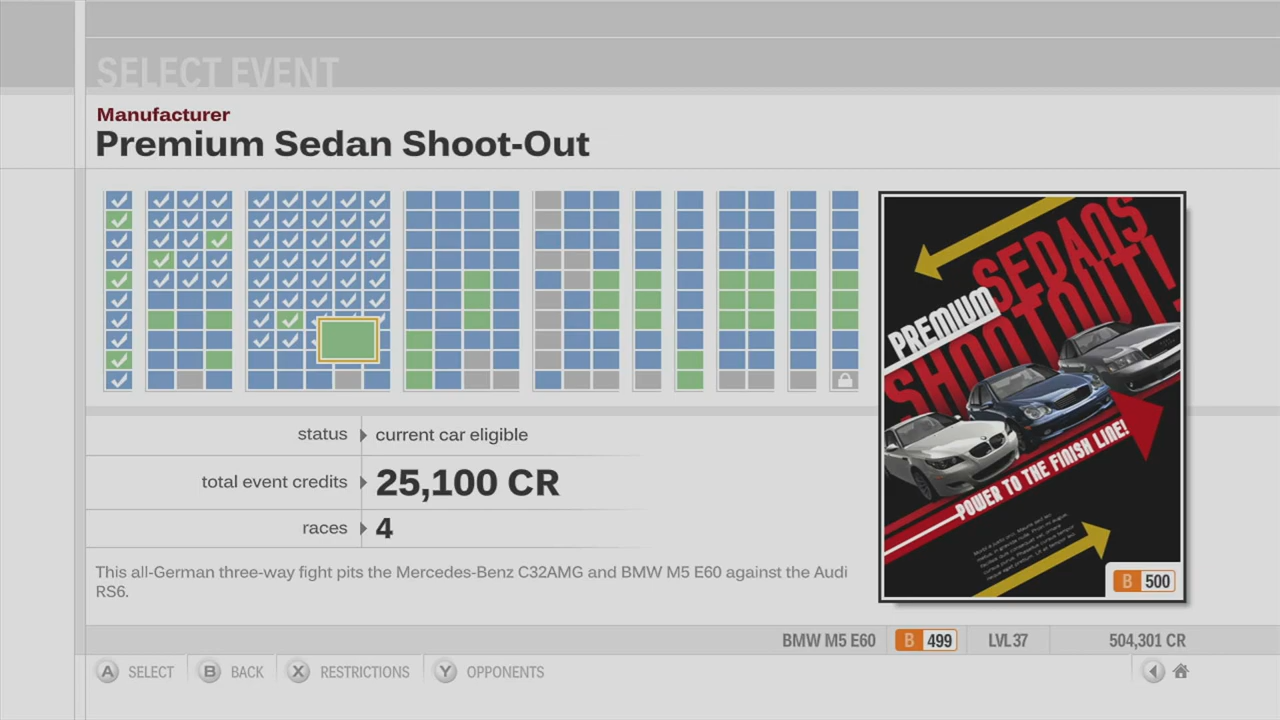 SELECT EVENT
Manufacturer
Premium Sedan Shoot-Out
PREMIUM
SEDANS
SHOOTOUT!
POWER TO THE FINISH LINE!
B 500
status current car eligible
total event credits 25,100 CR
races 4
This all-German three-way fight pits the Mercedes-Benz C32AMG and BMW M5 E60 against the Audi
RS6.
BMW M5 E60 B 499 LVL 37 504,301 CR
A SELECT B BACK X RESTRICTIONS Y OPPONENTS